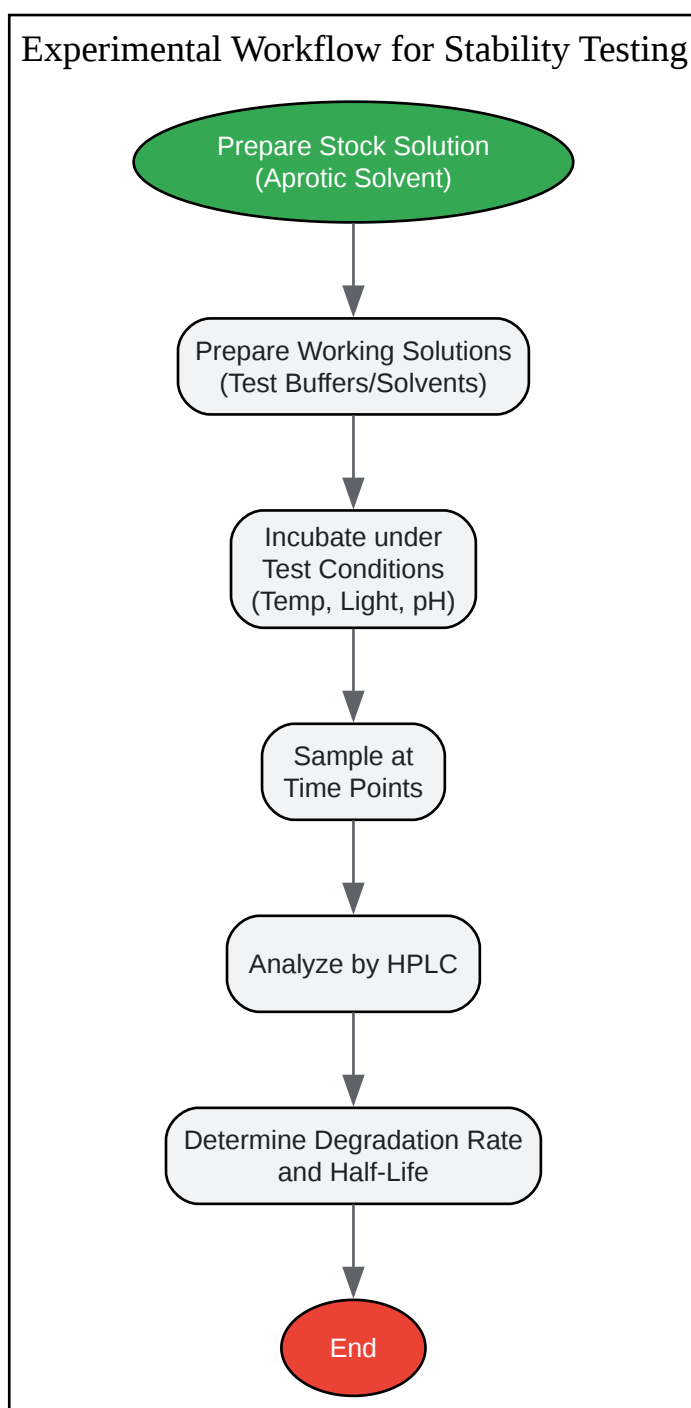 Experimental Workflow for Stability Testing
Prepare Stock Solution
(Aprotic Solvent)
Prepare Working Solutions
(Test Buffers/Solvents)
Incubate under
Test Conditions
(Temp, Light, pH)
Sample at
Time Points
Analyze by HPLC
Determine Degradation Rate
and Half-Life
End